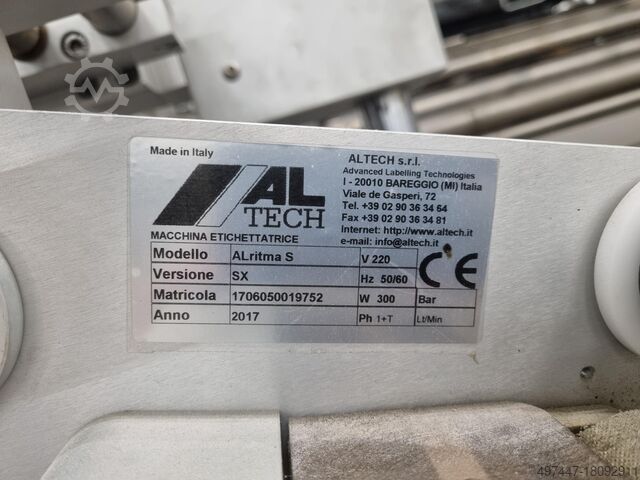 Made in Italy
AL
TECH
ALTECH s.r.l.
Advanced Labelling Technologies
I - 20010 BAREGGIO (MI) Italia
Viale de Gasperi, 72
Tel. +39 02 90 36 34 64
Fax +39 02 90 36 34 81
Internet: http://www.altech.it
e-mail: info@altech.it
MACCHINA ETICHETTATRICE
Modello ALritma S V 220
Versione SX Hz 50/60
Matricola 1706050019752 W 300 Bar
Anno 2017 Ph 1+T Lt/Min
CE
497447-18092911